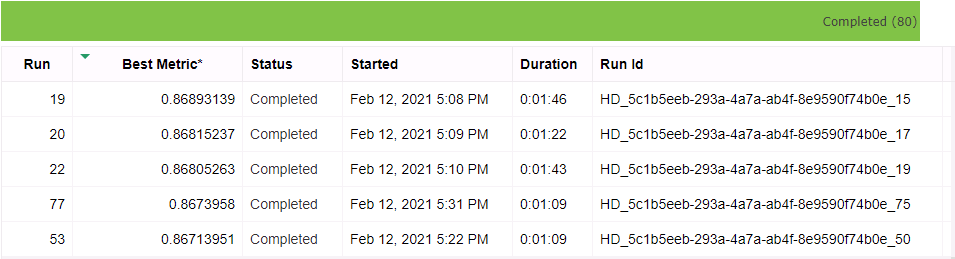 Completed (80)
Run Best Metric* Status Started Duration Run Id
19 0.86893139 Completed Feb 12, 2021 5:08 PM 0:01:46 HD_5c1b5eeb-293a-4a7a-ab4f-8e9590f74b0e_15
20 0.86815237 Completed Feb 12, 2021 5:09 PM 0:01:22 HD_5c1b5eeb-293a-4a7a-ab4f-8e9590f74b0e_17
22 0.86805263 Completed Feb 12, 2021 5:10 PM 0:01:43 HD_5c1b5eeb-293a-4a7a-ab4f-8e9590f74b0e_19
77 0.8673958 Completed Feb 12, 2021 5:31 PM 0:01:09 HD_5c1b5eeb-293a-4a7a-ab4f-8e9590f74b0e_75
53 0.86713951 Completed Feb 12, 2021 5:22 PM 0:01:09 HD_5c1b5eeb-293a-4a7a-ab4f-8e9590f74b0e_50